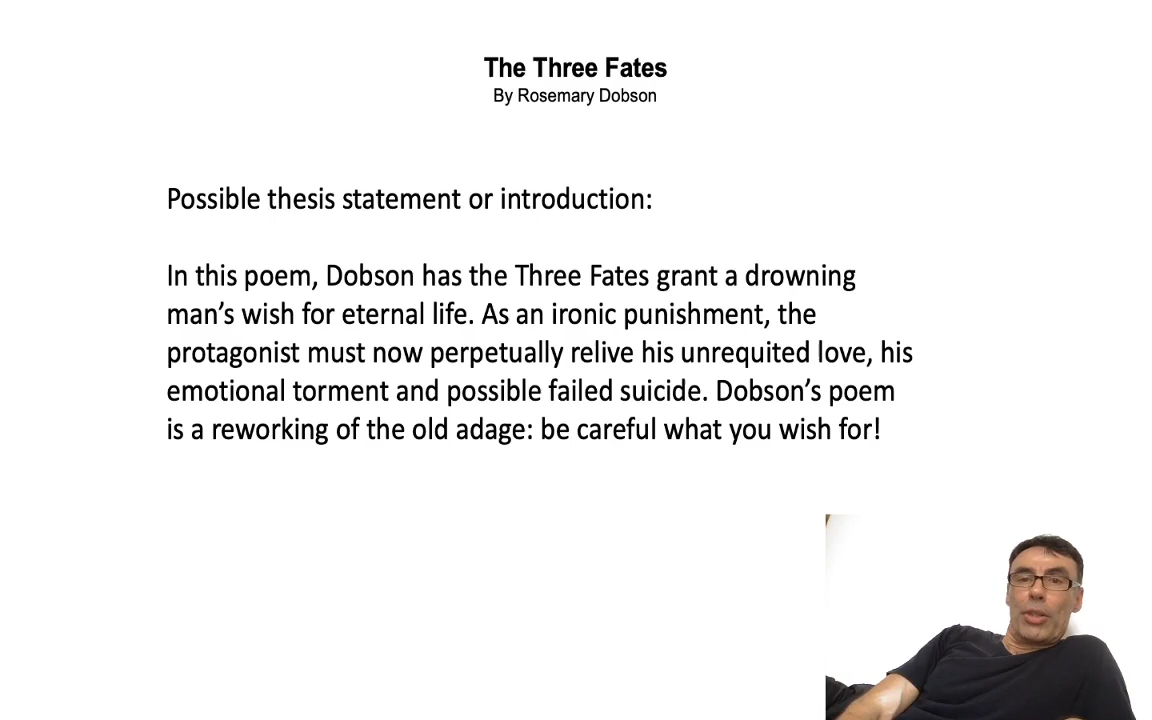 The Three Fates
By Rosemary Dobson
Possible thesis statement or introduction:
In this poem, Dobson has the Three Fates grant a drowning
man’s wish for eternal life. As an ironic punishment, the
protagonist must now perpetually relive his unrequited love, his
emotional torment and possible failed suicide. Dobson’s poem
is a reworking of the old adage: be careful what you wish for!